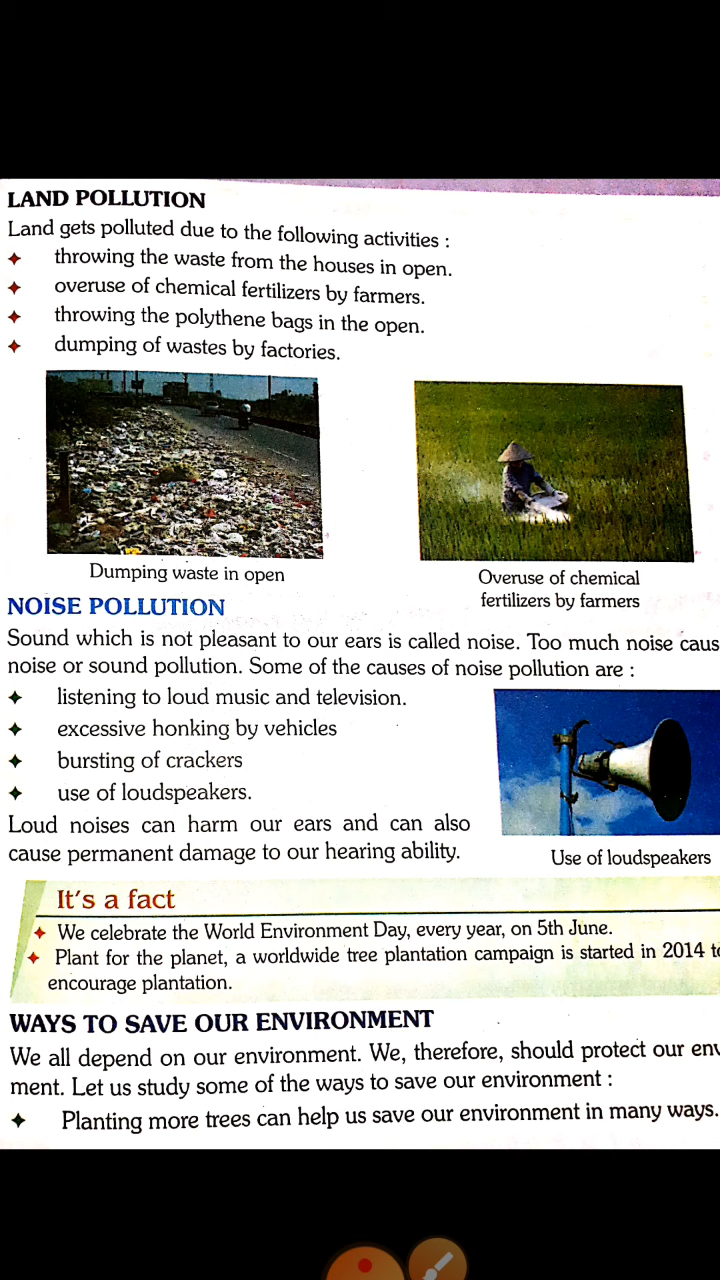 LAND POLLUTION
Land gets polluted due to the following activities :
✦ throwing the waste from the houses in open.
✦ overuse of chemical fertilizers by farmers.
✦ throwing the polythene bags in the open.
✦ dumping of wastes by factories.
Dumping waste in open
Overuse of chemical
fertilizers by farmers
NOISE POLLUTION
Sound which is not pleasant to our ears is called noise. Too much noise caus
noise or sound pollution. Some of the causes of noise pollution are :
✦ listening to loud music and television.
✦ excessive honking by vehicles
✦ bursting of crackers
✦ use of loudspeakers.
Loud noises can harm our ears and can also
cause permanent damage to our hearing ability.
Use of loudspeakers
It's a fact
✦ We celebrate the World Environment Day, every year, on 5th June.
✦ Plant for the planet, a worldwide tree plantation campaign is started in 2014 to
encourage plantation.
WAYS TO SAVE OUR ENVIRONMENT
We all depend on our environment. We, therefore, should protect our env
ment. Let us study some of the ways to save our environment :
✦ Planting more trees can help us save our environment in many ways.